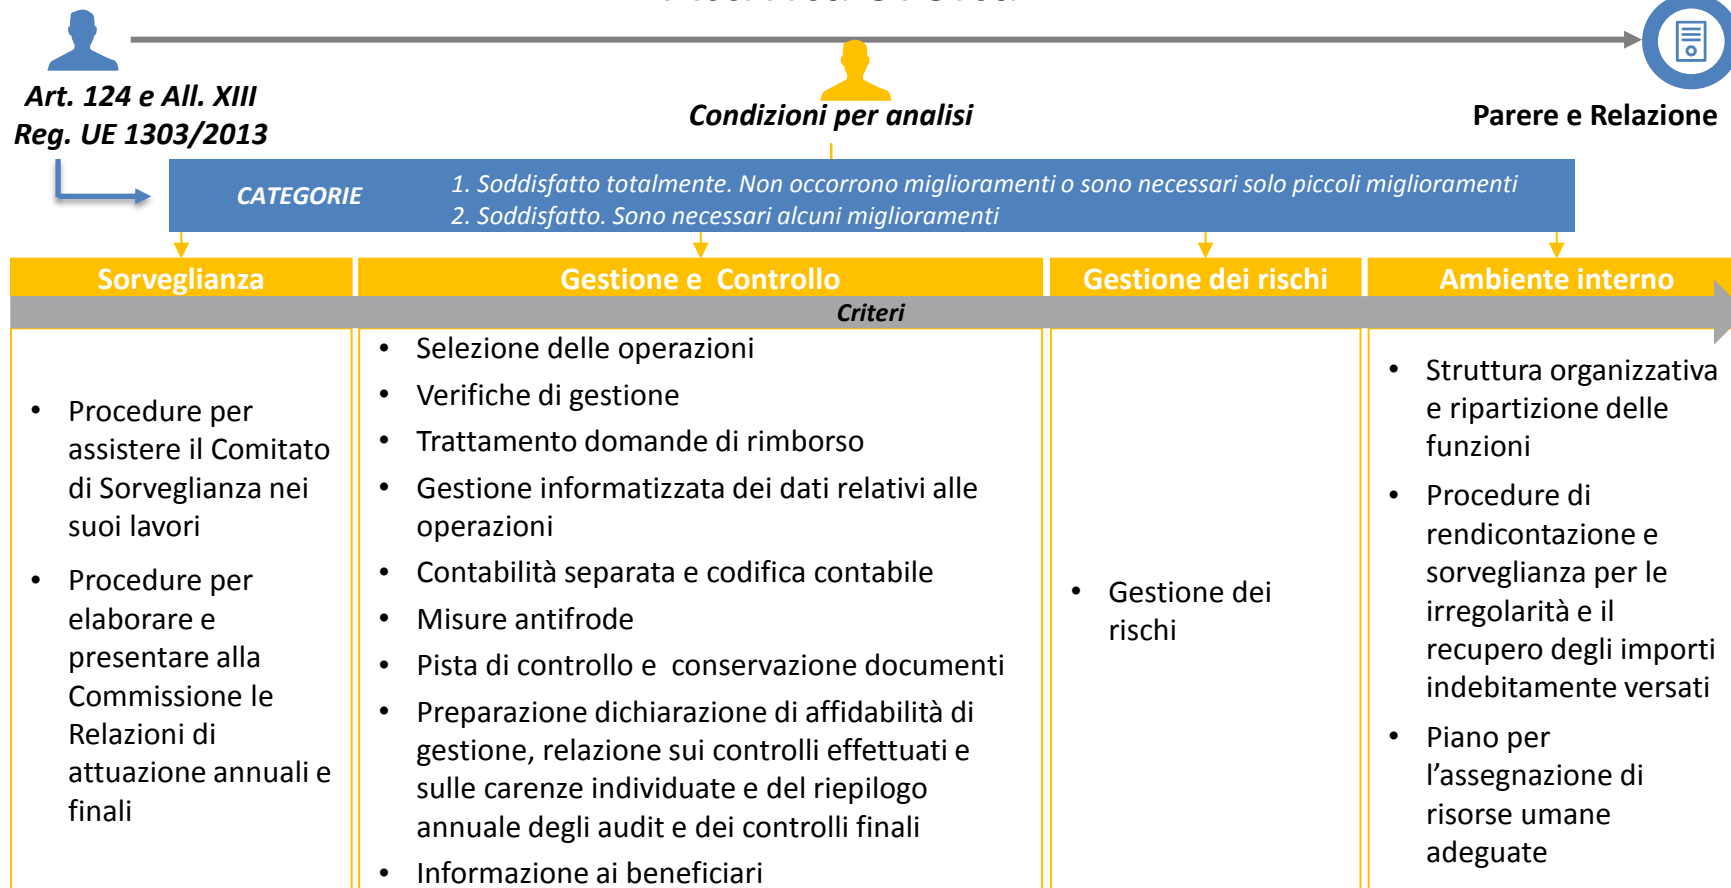 Art. 124 e All. XIII
Reg. UE 1303/2013
Condizioni per analisi
Parere e Relazione
CATEGORIE
1. Soddisfatto totalmente. Non occorrono miglioramenti o sono necessari solo piccoli miglioramenti
2. Soddisfatto. Sono necessari alcuni miglioramenti
Sorveglianza
Gestione e Controllo
Gestione dei rischi
Ambiente interno
Criteri
• Procedure per
assistere il Comitato
di Sorveglianza nei
suoi lavori
• Procedure per
elaborare e
presentare alla
Commissione le
Relazioni di
attuazione annuali e
finali
• Selezione delle operazioni
• Verifiche di gestione
• Trattamento domande di rimborso
• Gestione informatizzata dei dati relativi alle
operazioni
• Contabilità separata e codifica contabile
• Misure antifrode
• Pista di controllo e conservazione documenti
• Preparazione dichiarazione di affidabilità di
gestione, relazione sui controlli effettuati e
sulle carenze individuate e del riepilogo
annuale degli audit e dei controlli finali
• Informazione ai beneficiari
• Gestione dei
rischi
• Struttura organizzativa
e ripartizione delle
funzioni
• Procedure di
rendicontazione e
sorveglianza per le
irregolarità e il
recupero degli importi
indebitamente versati
• Piano per
l’assegnazione di
risorse umane
adeguate